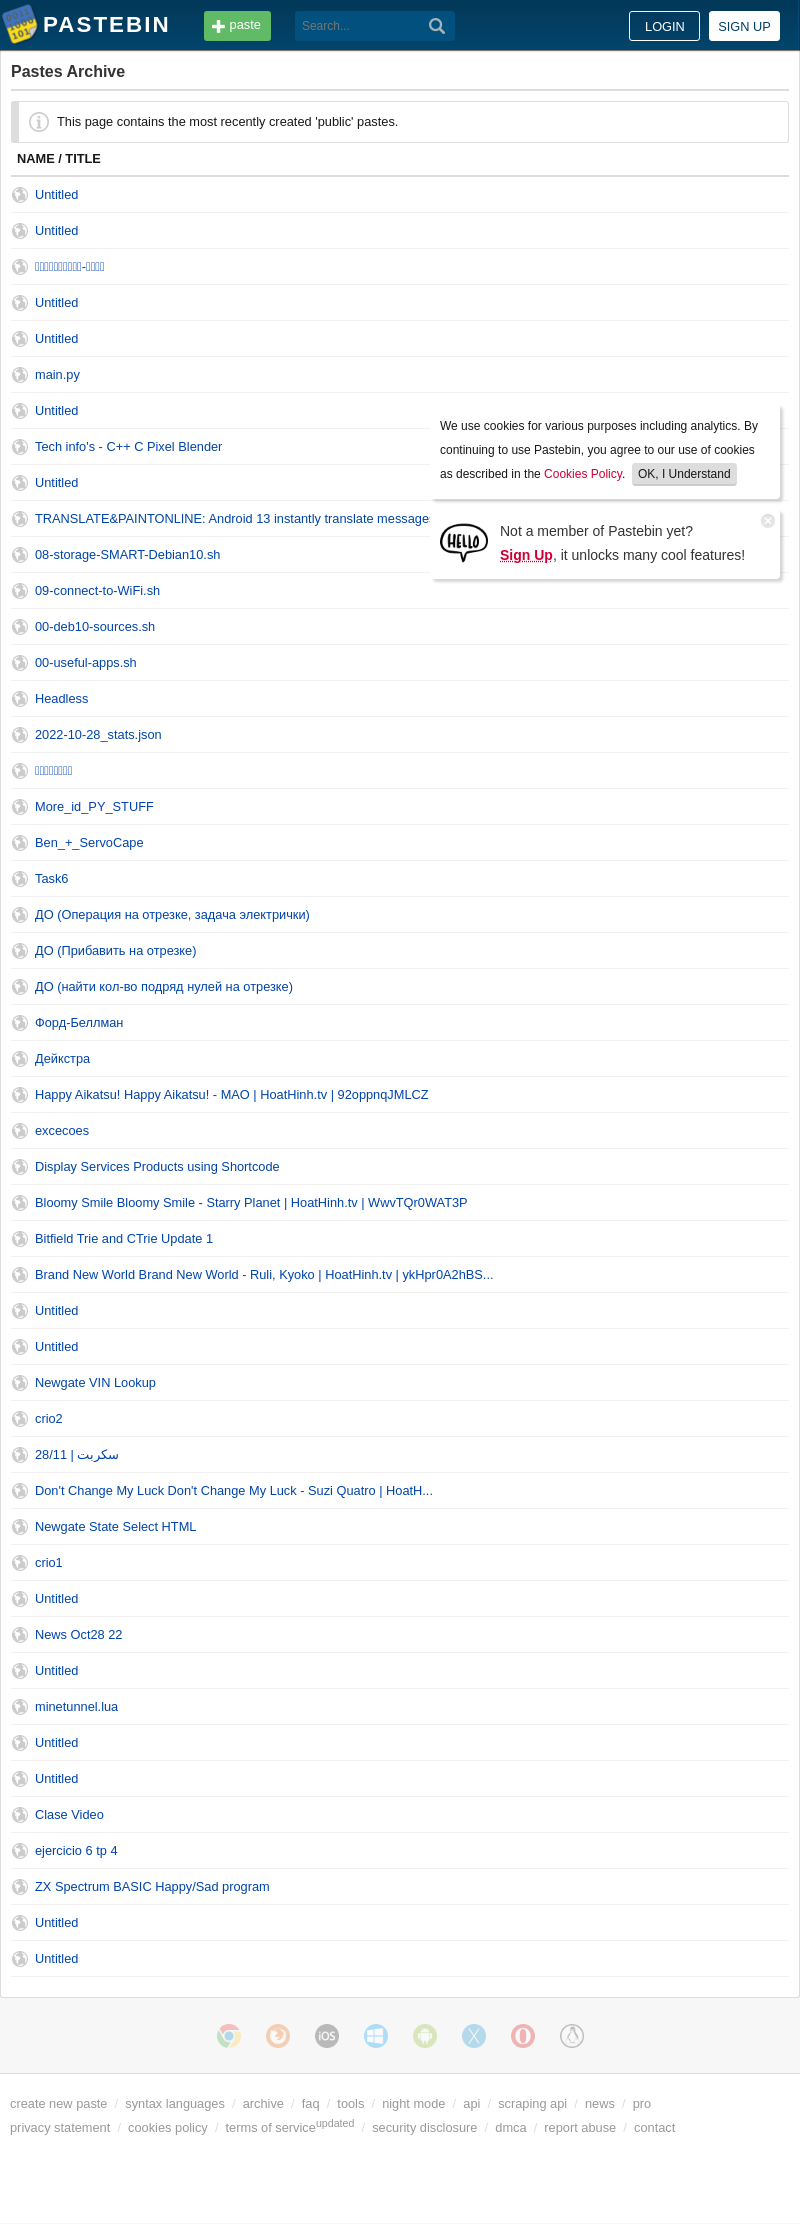 PASTEBIN
paste
Search...
LOGIN
SIGN UP
Pastes Archive
This page contains the most recently created 'public' pastes.
NAME / TITLE
Untitled
Untitled
Untitled
Untitled
main.py
Untitled
Tech info's - C++ C Pixel Blender
Untitled
TRANSLATE&PAINTONLINE: Android 13 instantly translate messages
08-storage-SMART-Debian10.sh
09-connect-to-WiFi.sh
00-deb10-sources.sh
00-useful-apps.sh
Headless
2022-10-28_stats.json
More_id_PY_STUFF
Ben_+_ServoCape
Task6
ДО (Операция на отрезке, задача электрички)
ДО (Прибавить на отрезке)
ДО (найти кол-во подряд нулей на отрезке)
Форд-Беллман
Дейкстра
Happy Aikatsu! Happy Aikatsu! - MAO | HoatHinh.tv | 92oppnqJMLCZ
excecoes
Display Services Products using Shortcode
Bloomy Smile Bloomy Smile - Starry Planet | HoatHinh.tv | WwvTQr0WAT3P
Bitfield Trie and CTrie Update 1
Brand New World Brand New World - Ruli, Kyoko | HoatHinh.tv | ykHpr0A2hBS...
Untitled
Untitled
Newgate VIN Lookup
crio2
28/11 | سكربت
Don't Change My Luck Don't Change My Luck - Suzi Quatro | HoatH...
Newgate State Select HTML
crio1
Untitled
News Oct28 22
Untitled
minetunnel.lua
Untitled
Untitled
Clase Video
ejercicio 6 tp 4
ZX Spectrum BASIC Happy/Sad program
Untitled
Untitled
We use cookies for various purposes including analytics. By
continuing to use Pastebin, you agree to our use of cookies
as described in the Cookies Policy. OK, I Understand
HELLO
Not a member of Pastebin yet?
Sign Up, it unlocks many cool features!
iOS
create new paste / syntax languages / archive / faq / tools / night mode / api / scraping api / news / pro
privacy statement / cookies policy / terms of service updated / security disclosure / dmca / report abuse / contact